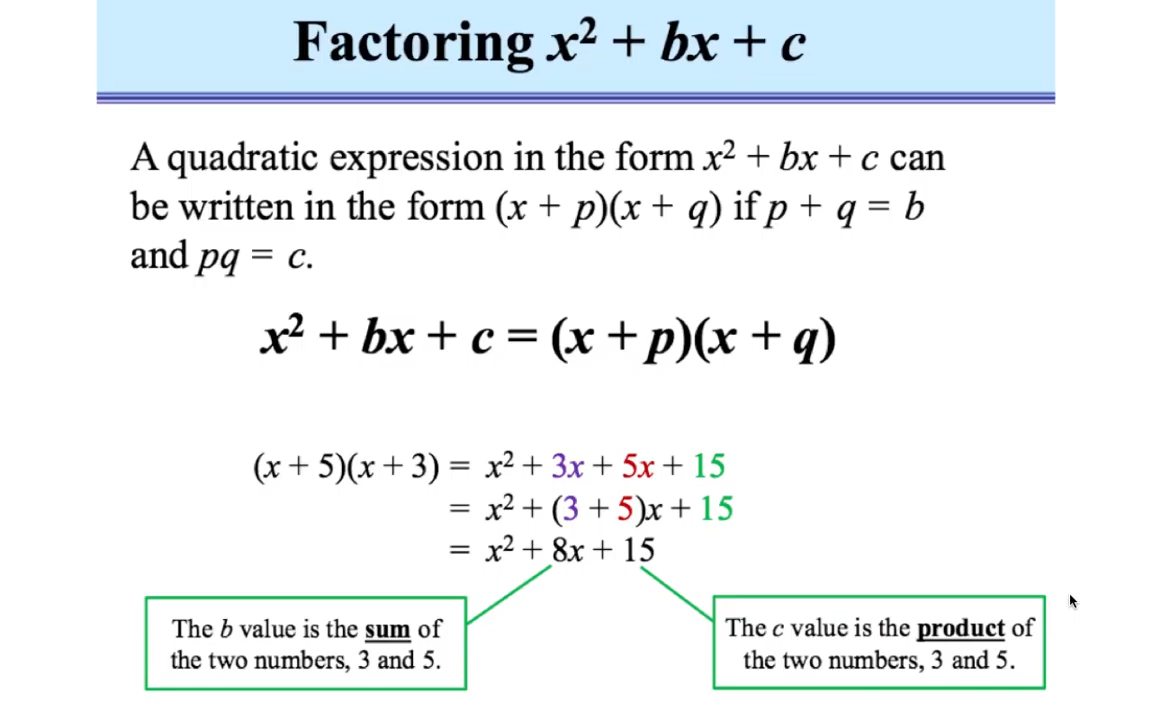 Factoring x² + bx + c
A quadratic expression in the form x² + bx + c can
be written in the form (x + p)(x + q) if p + q = b
and pq = c.
x² + bx + c = (x + p)(x + q)
(x + 5)(x + 3) = x² + 3x + 5x + 15
= x² + (3 + 5)x + 15
= x² + 8x + 15
The b value is the sum of
the two numbers, 3 and 5.
The c value is the product of
the two numbers, 3 and 5.